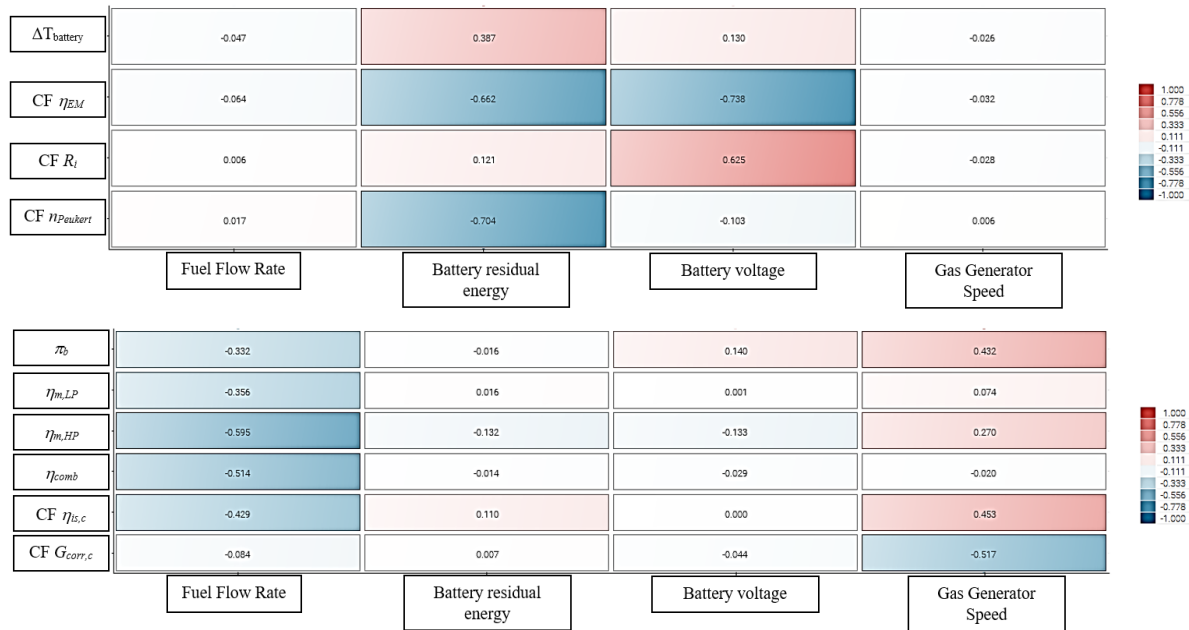 ΔTbattery -0.047 0.387 0.130 -0.026
CF ηEM -0.064 -0.662 -0.738 -0.032
CF Ri 0.006 0.121 0.625 -0.028
CF nPeukert 0.017 -0.704 -0.103 0.006
Fuel Flow Rate Battery residual Battery voltage Gas Generator
energy Speed
1.000
0.778
0.556
0.333
0.111
-0.111
-0.333
-0.556
-0.778
-1.000
πb -0.332 -0.016 0.140 0.432
ηm,LP -0.356 0.016 0.001 0.074
ηm,HP -0.595 -0.132 -0.133 0.270
ηcomb -0.514 -0.014 -0.029 -0.020
CF ηis,c -0.429 0.110 0.000 0.453
CF Gcorr,c -0.084 0.007 -0.044 -0.517
Fuel Flow Rate Battery residual Battery voltage Gas Generator
energy Speed
1.000
0.778
0.556
0.333
0.111
-0.111
-0.333
-0.556
-0.778
-1.000